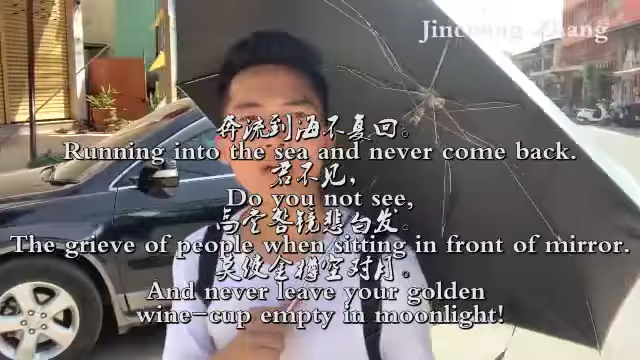 Jincheng Zhang
奔流到海不复回。
Running into the sea and never come back.
君不见,
Do you not see,
高堂明镜悲白发。
The grieve of people when sitting in front of mirror.
莫使金樽空对月。
And never leave your golden
wine-cup empty in moonlight!